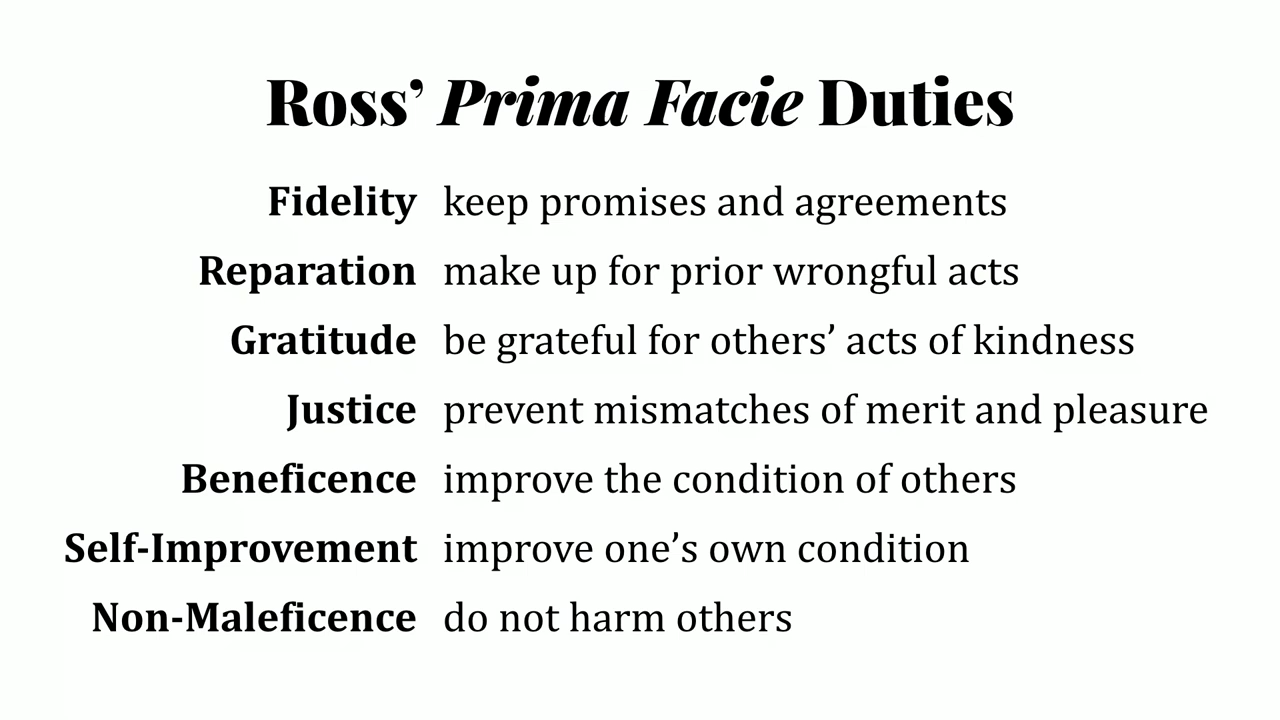 Ross’ Prima Facie Duties
Fidelity keep promises and agreements
Reparation make up for prior wrongful acts
Gratitude be grateful for others’ acts of kindness
Justice prevent mismatches of merit and pleasure
Beneficence improve the condition of others
Self-Improvement improve one’s own condition
Non-Maleficence do not harm others